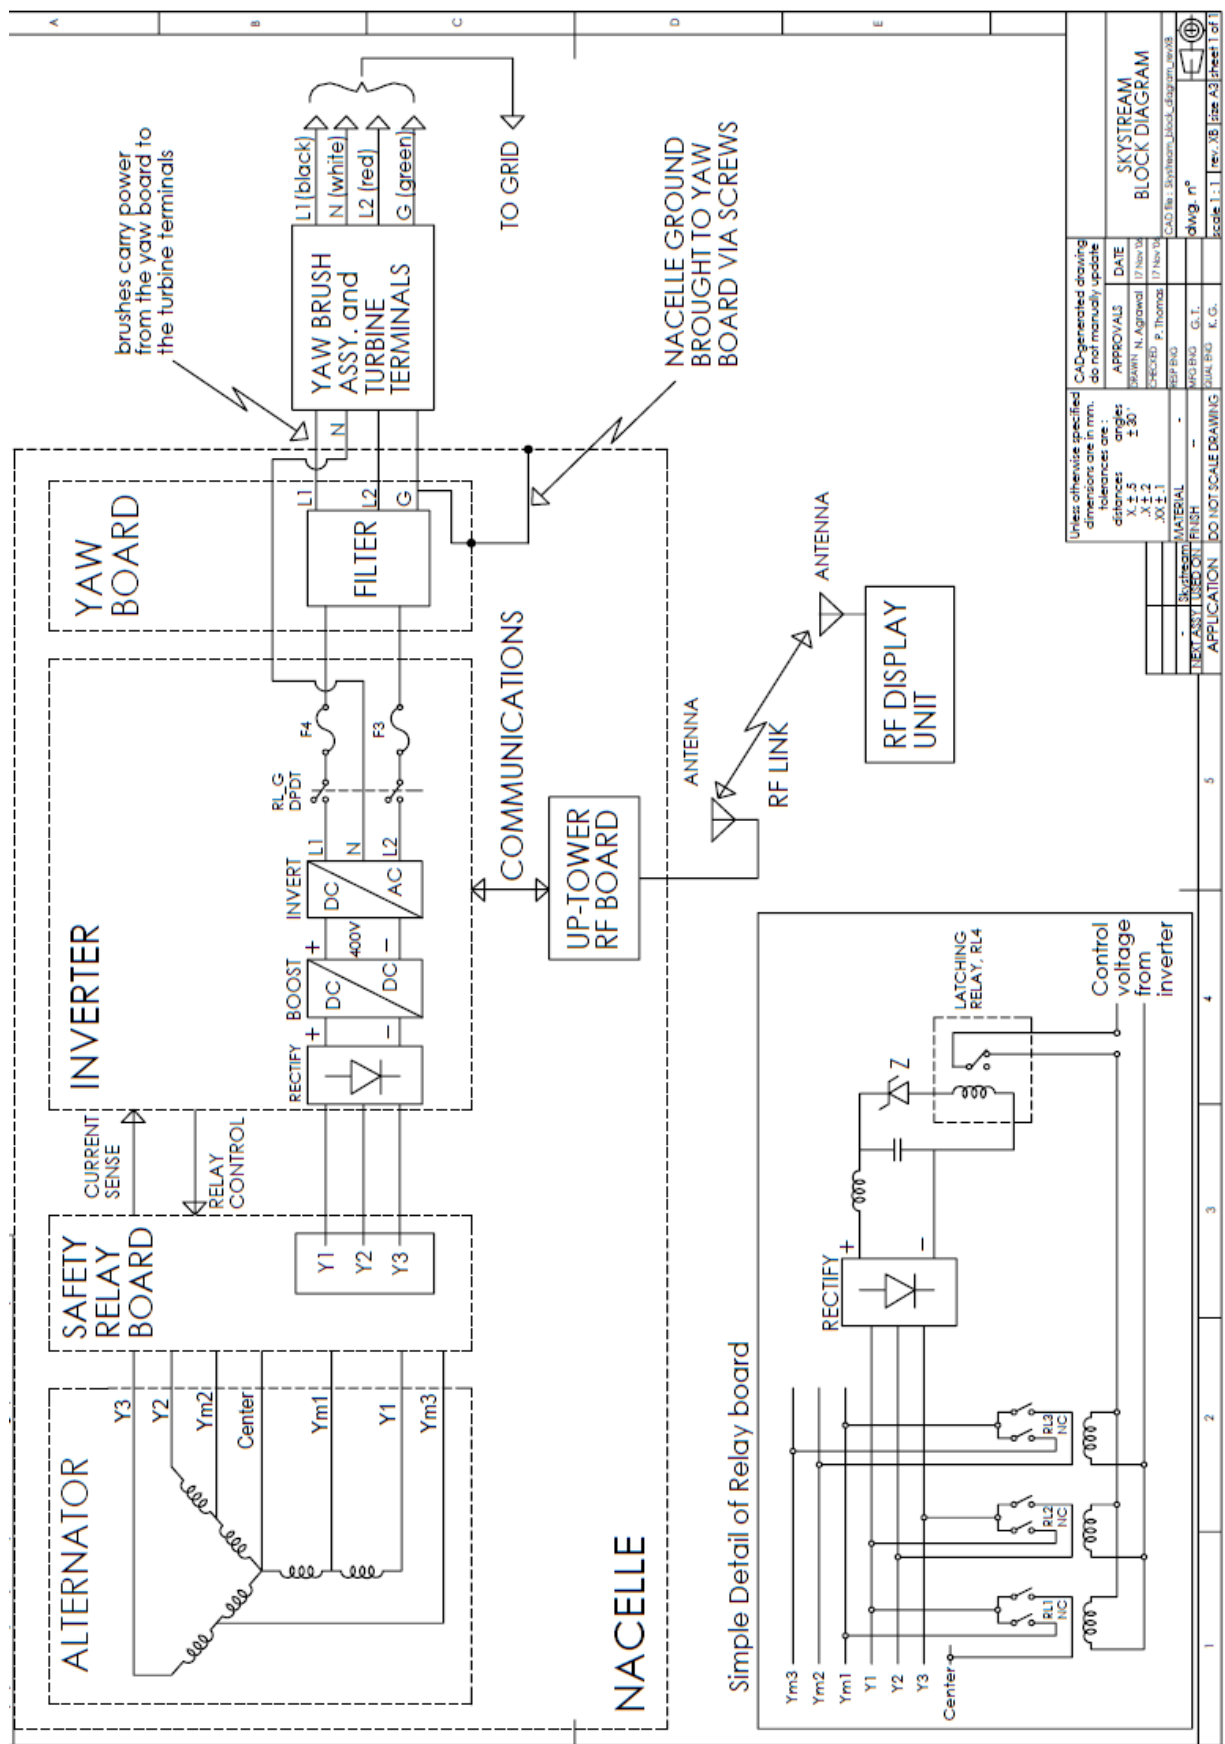 A
B
C
D
E
brushes carry power
from the yaw board to
the turbine terminals
L1 (black)
N (white)
L2 (red)
G (green)
TO GRID
YAW BRUSH
ASSY. and
TURBINE
TERMINALS
NACELLE GROUND
BROUGHT TO YAW
BOARD VIA SCREWS
N
YAW
BOARD
L1
L2
G
FILTER
INVERTER
F4
F3
RL_G
DPDT
L1
N
L2
INVERT
DC
AC
400V
+
−
BOOST
DC
DC
+
−
RECTIFY
COMMUNICATIONS
UP-TOWER
RF BOARD
ANTENNA
RF LINK
ANTENNA
RF DISPLAY
UNIT
CURRENT
SENSE
RELAY
CONTROL
SAFETY
RELAY
BOARD
Y1
Y2
Y3
ALTERNATOR
Y3
Y2
Ym2
Center
Ym1
Y1
Ym3
NACELLE
Simple Detail of Relay board
Ym3
Ym2
Ym1
Y1
Y2
Y3
Center
RL1
NC
RL2
NC
RL3
NC
RECTIFY
+
−
Z
LATCHING
RELAY, RL4
Control
voltage
from
inverter
1
2
3
4
5
Unless otherwise specified
dimensions are in mm.
tolerances are :
distances angles
X ± .5 ± 30'
.X ± .2
.XX ± .1
CAD-generated drawing
do not manually update
APPROVALS DATE
DRAWN N. Agrawal 17 Nov '06
CHECKED P. Thomas 17 Nov '06
RESP ENG
MFG ENG G. T.
QUAL ENG K. G.
- Skystream
NEXT ASSY USED ON
APPLICATION
MATERIAL -
FINISH --
DO NOT SCALE DRAWING
SKYSTREAM
BLOCK DIAGRAM
CAD file : Skystream_block_diagram_revXB
dwg. n°
scale 1 : 1 rev. XB size A3 sheet 1 of 1